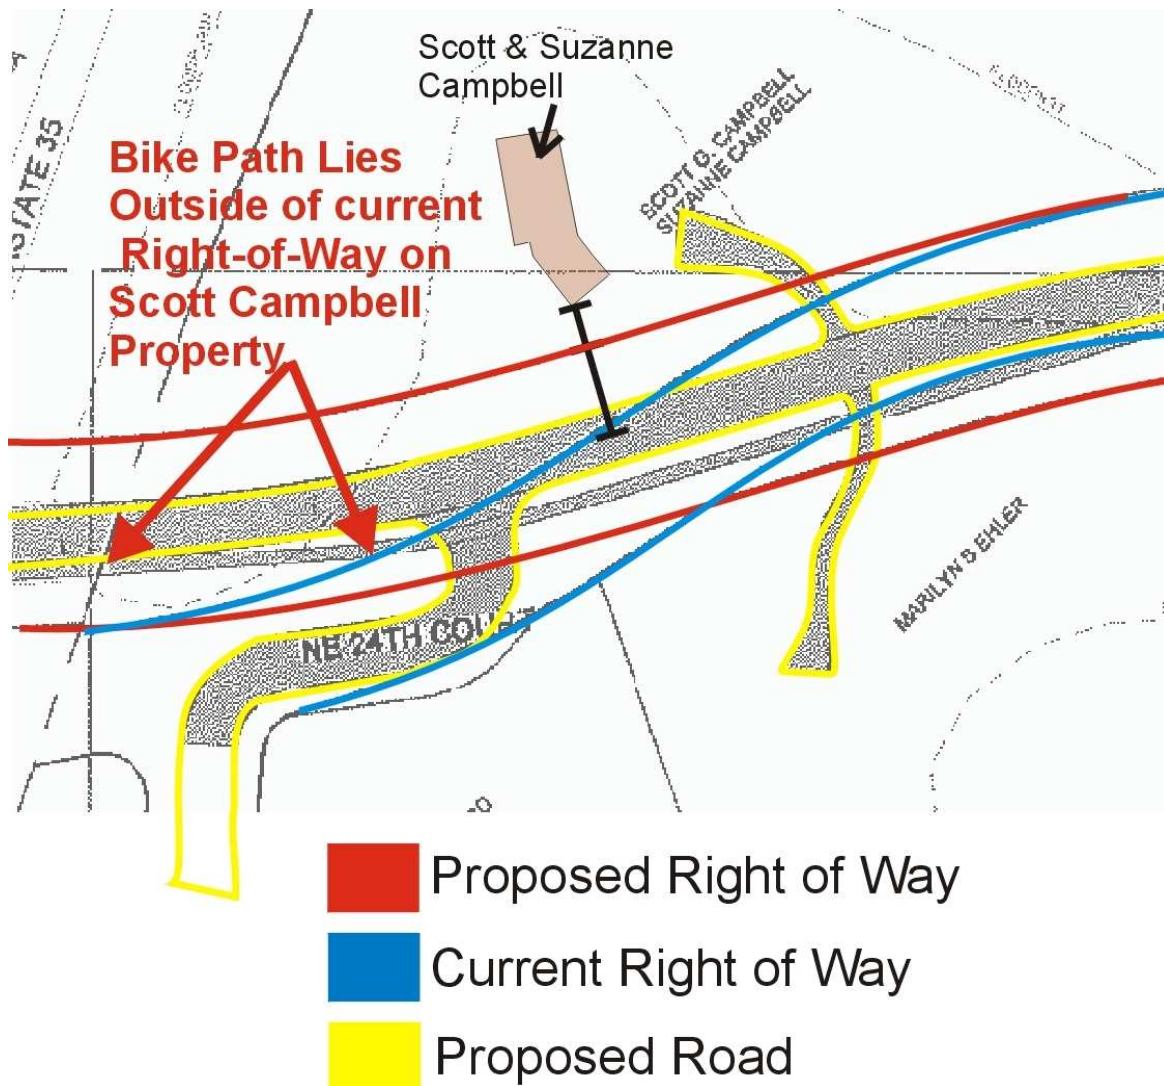 Scott & Suzanne
Campbell
Bike Path Lies
Outside of current
Right-of-Way on
Scott Campbell
Property
STATE 35
SCOTT G. CAMPBELL
SUZANNE CAMPBELL
MARILYN S EHLER
NE 24TH COURT
Proposed Right of Way
Current Right of Way
Proposed Road